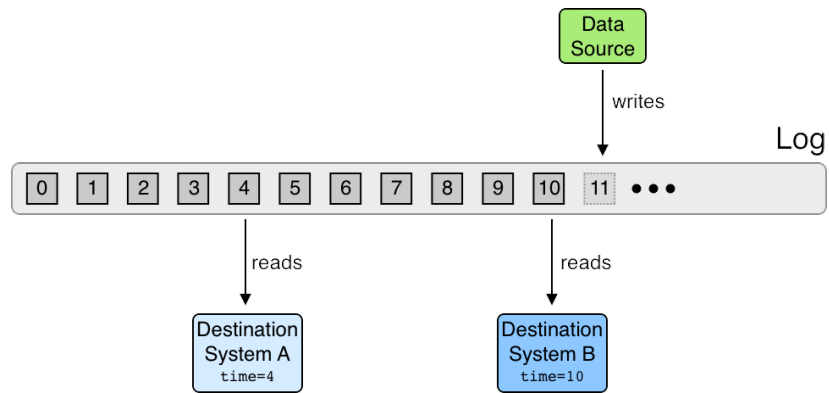 Data
Source
writes
Log
0 1 2 3 4 5 6 7 8 9 10 11 •••
reads
reads
Destination
System A
time=4
Destination
System B
time=10